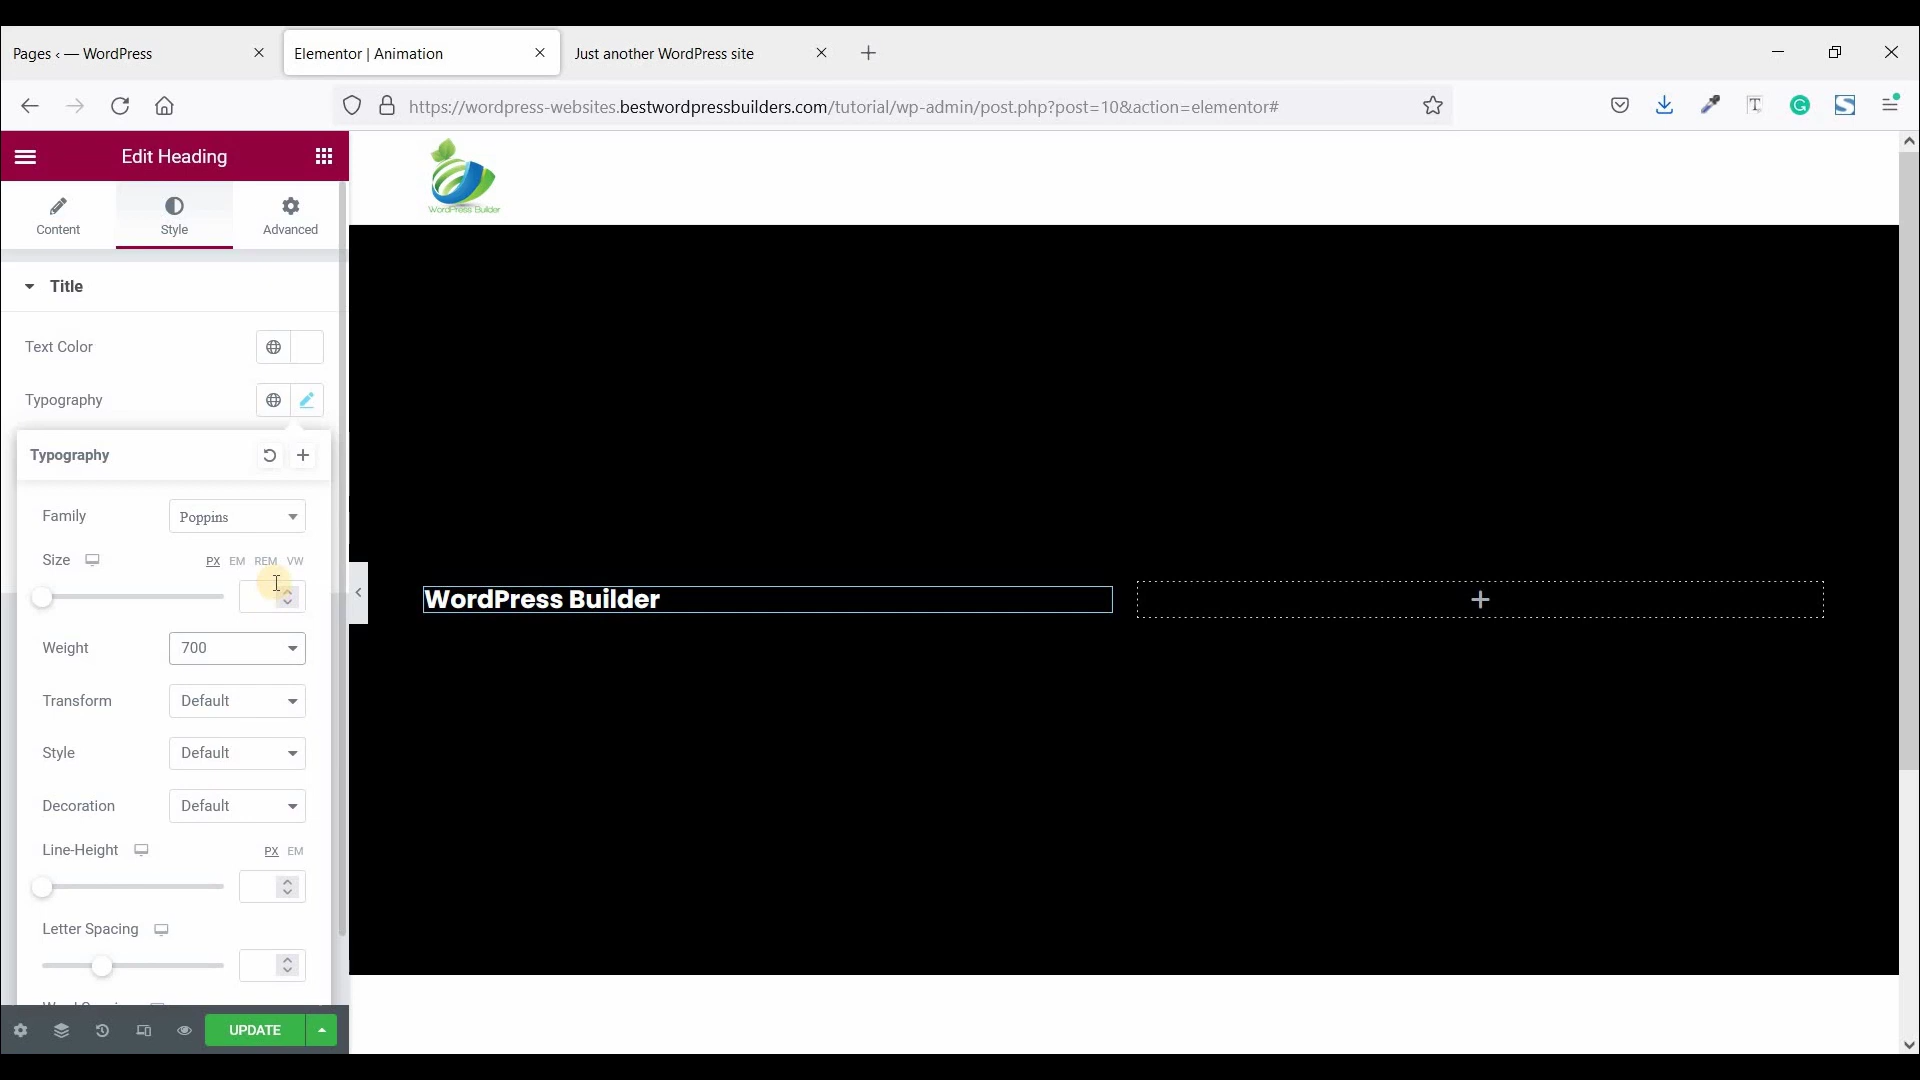 Pages ‹ — WordPress
Elementor | Animation
Just another WordPress site
https://wordpress-websites.bestwordpressbuilders.com/tutorial/wp-admin/post.php?post=10&action=elementor#
Edit Heading
WordPress Builder
Content
Style
Advanced
Title
Text Color
Typography
Typography
Family
Poppins
Size
PX EM REM VW
WordPress Builder
Weight
700
Transform
Default
Style
Default
Decoration
Default
Line-Height
PX EM
Letter Spacing
UPDATE